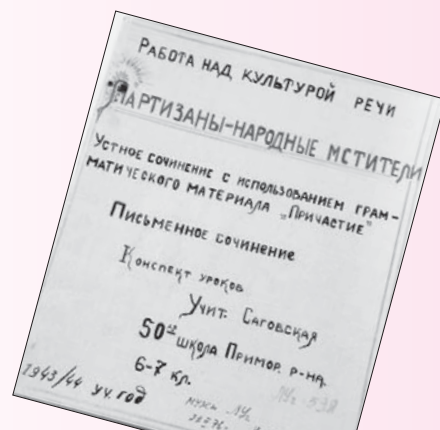 Работа над культурой речи
Партизаны-народные мстители
Устное сочинение с использованием грам-
матического материала „Причастие"
Письменное сочинение
Конспект уроков
Учит. Саговская
50ая школа Примор. р-на.
6-7 кл.
1943/44 уч. год